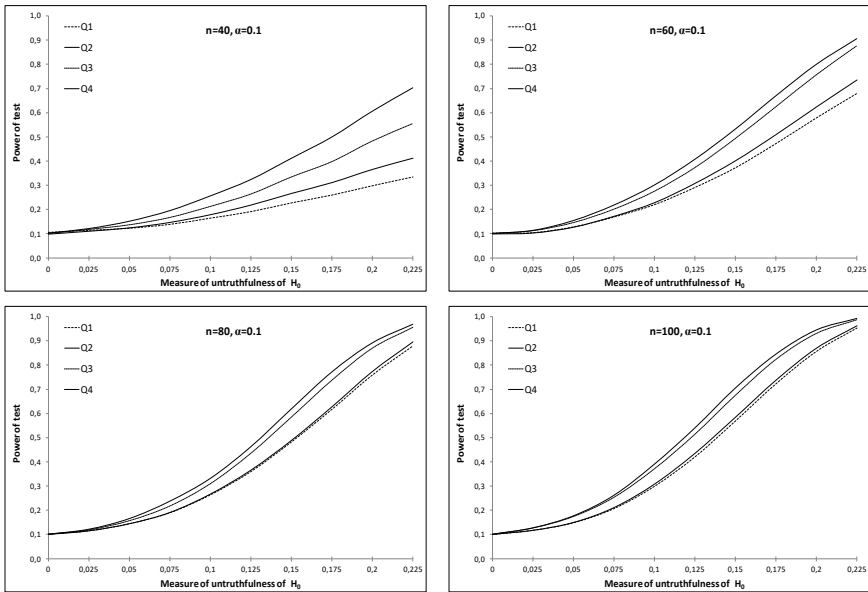 n=40, α=0.1
Q1
Q2
Q3
Q4
Power of test
1,0
0,9
0,8
0,7
0,6
0,5
0,4
0,3
0,2
0,1
0,0
0 0,025 0,05 0,075 0,1 0,125 0,15 0,175 0,2 0,225
Measure of untruthfulness of H₀
n=60, α=0.1
Q1
Q2
Q3
Q4
Power of test
1,0
0,9
0,8
0,7
0,6
0,5
0,4
0,3
0,2
0,1
0,0
0 0,025 0,05 0,075 0,1 0,125 0,15 0,175 0,2 0,225
Measure of untruthfulness of H₀
n=80, α=0.1
Q1
Q2
Q3
Q4
Power of test
1,0
0,9
0,8
0,7
0,6
0,5
0,4
0,3
0,2
0,1
0,0
0 0,025 0,05 0,075 0,1 0,125 0,15 0,175 0,2 0,225
Measure of untruthfulness of H₀
n=100, α=0.1
Q1
Q2
Q3
Q4
Power of test
1,0
0,9
0,8
0,7
0,6
0,5
0,4
0,3
0,2
0,1
0,0
0 0,025 0,05 0,075 0,1 0,125 0,15 0,175 0,2 0,225
Measure of untruthfulness of H₀